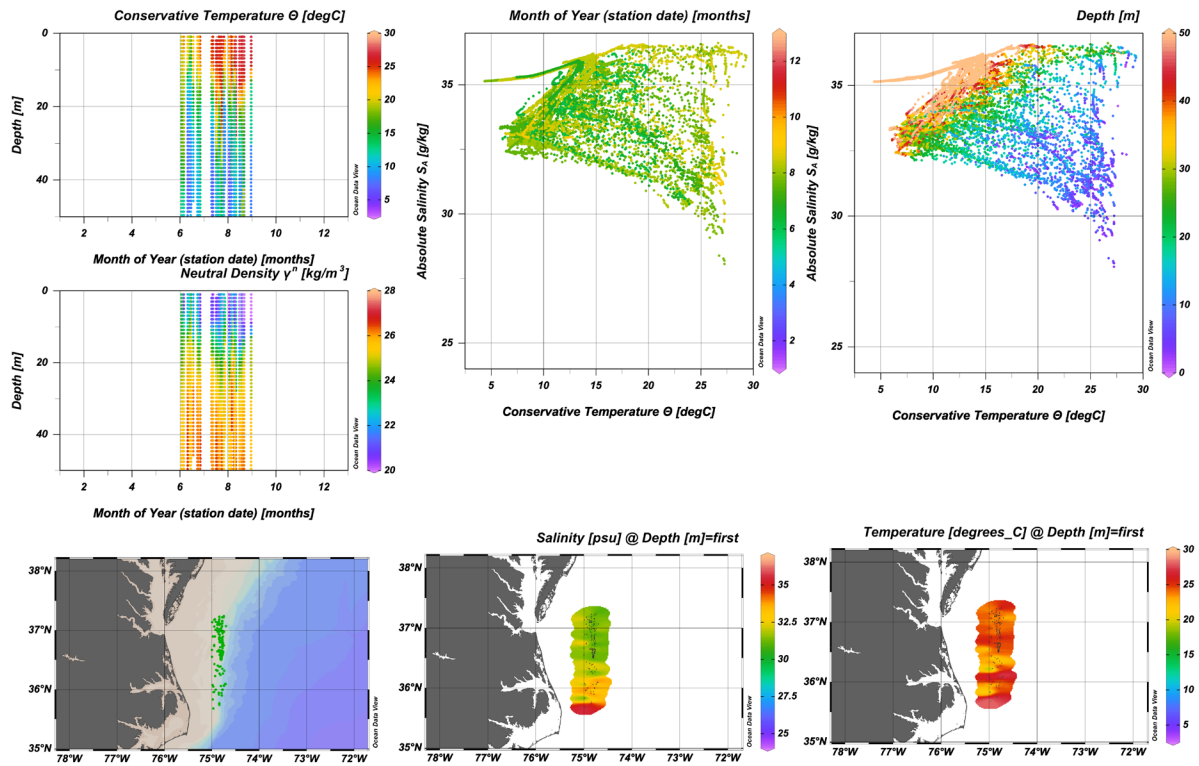 Conservative Temperature Θ [degC]
0
20
40
Depth [m]
30
25
20
15
10
5
2 4 6 8 10 12
Ocean Data View
Month of Year (station date) [months]
Neutral Density γⁿ [kg/m³]
0
20
40
Depth [m]
28
26
24
22
20
2 4 6 8 10 12
Ocean Data View
Month of Year (station date) [months]
Month of Year (station date) [months]
35
30
25
Absolute Salinity S_A [g/kg]
12
10
8
6
4
2
5 10 15 20 25 30
Ocean Data View
Conservative Temperature Θ [degC]
Depth [m]
35
30
25
Absolute Salinity S_A [g/kg]
50
40
30
20
10
0
5 10 15 20 25 30
Ocean Data View
Conservative Temperature Θ [degC]
38°N
37°N
36°N
35°N
78°W 77°W 76°W 75°W 74°W 73°W 72°W
Ocean Data View
Salinity [psu] @ Depth [m]=first
38°N
37°N
36°N
35°N
78°W 77°W 76°W 75°W 74°W 73°W 72°W
Ocean Data View
35
32.5
30
27.5
25
Temperature [degrees_C] @ Depth [m]=first
38°N
37°N
36°N
35°N
78°W 77°W 76°W 75°W 74°W 73°W 72°W
Ocean Data View
30
25
20
15
10
5